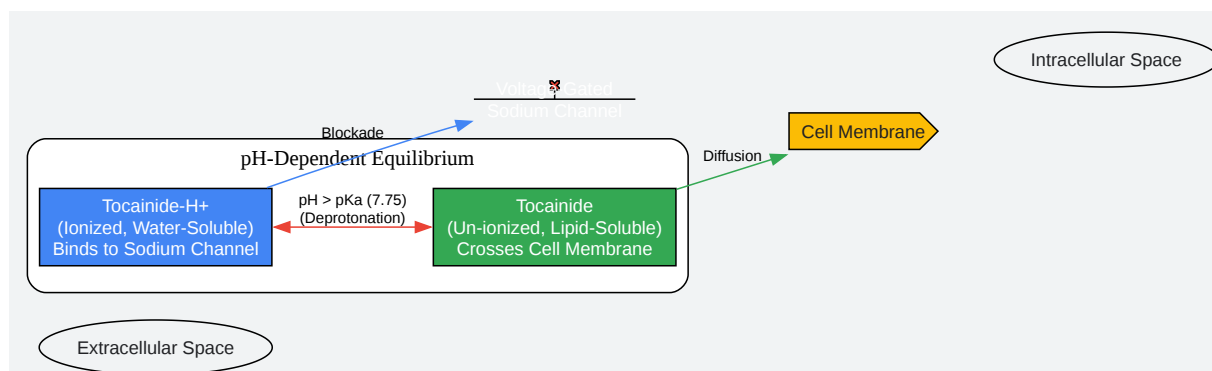 Intracellular Space
Voltage-Gated
Sodium Channel
Cell Membrane
Blockade
Diffusion
pH-Dependent Equilibrium
Tocainide-H+
(Ionized, Water-Soluble)
Binds to Sodium Channel
pH > pKa (7.75)
(Deprotonation)
Tocainide
(Un-ionized, Lipid-Soluble)
Crosses Cell Membrane
Extracellular Space